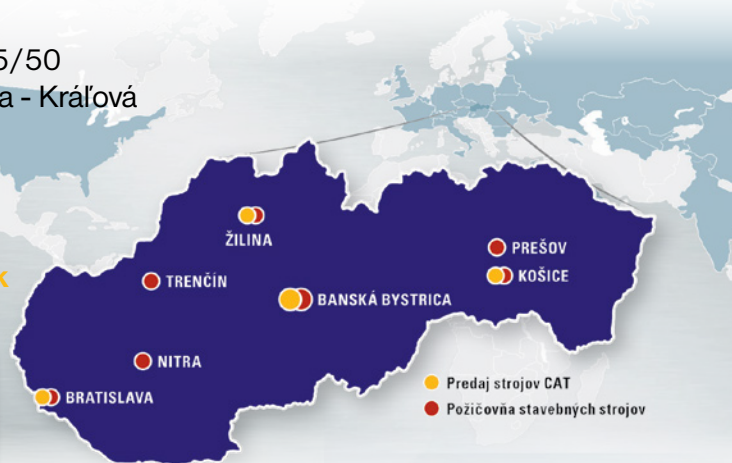 5/50
a - Kráľová
k
ŽILINA
PREŠOV
KOŠICE
TRENČÍN
BANSKÁ BYSTRICA
NITRA
BRATISLAVA
Predaj strojov CAT
Požičovňa stavebných strojov